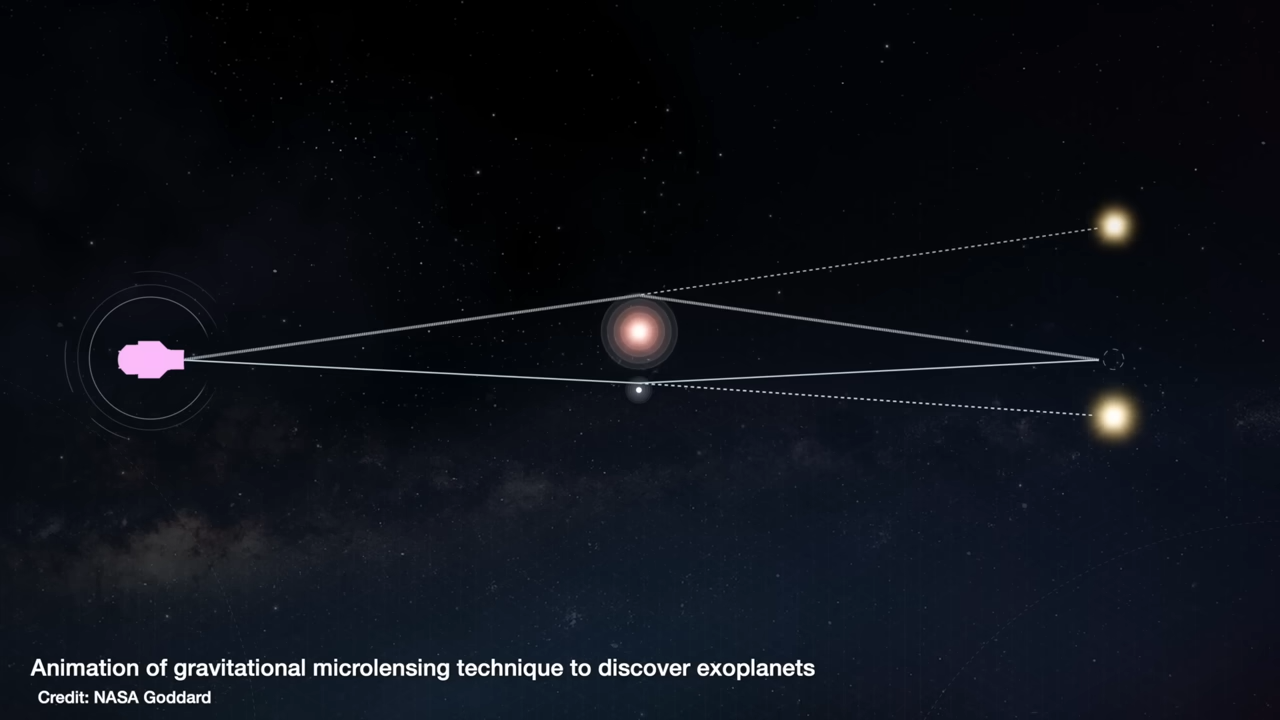 Animation of gravitational microlensing technique to discover exoplanets
Credit: NASA Goddard